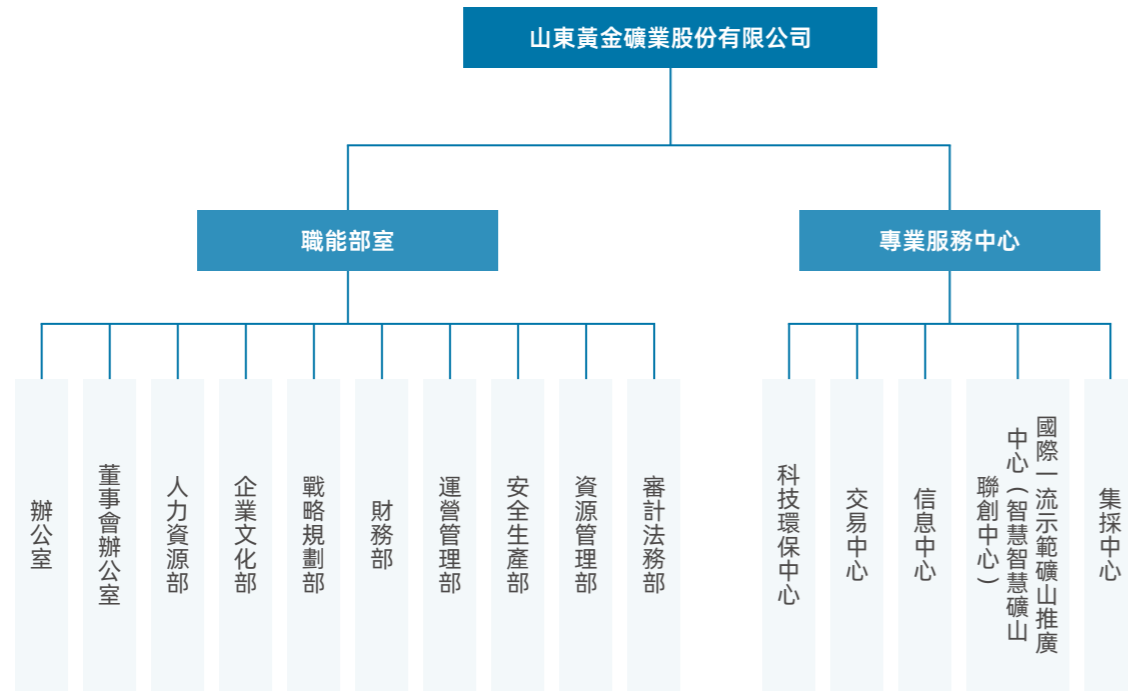 山東黃金礦業股份有限公司
職能部室
專業服務中心
辦公室
董事會辦公室
人力資源部
企業文化部
戰略規劃部
財務部
運營管理部
安全生產部
資源管理部
審計法務部
科技環保中心
交易中心
信息中心
國際一流示範礦山推廣
中心（智慧智慧礦山
聯創中心）
集採中心